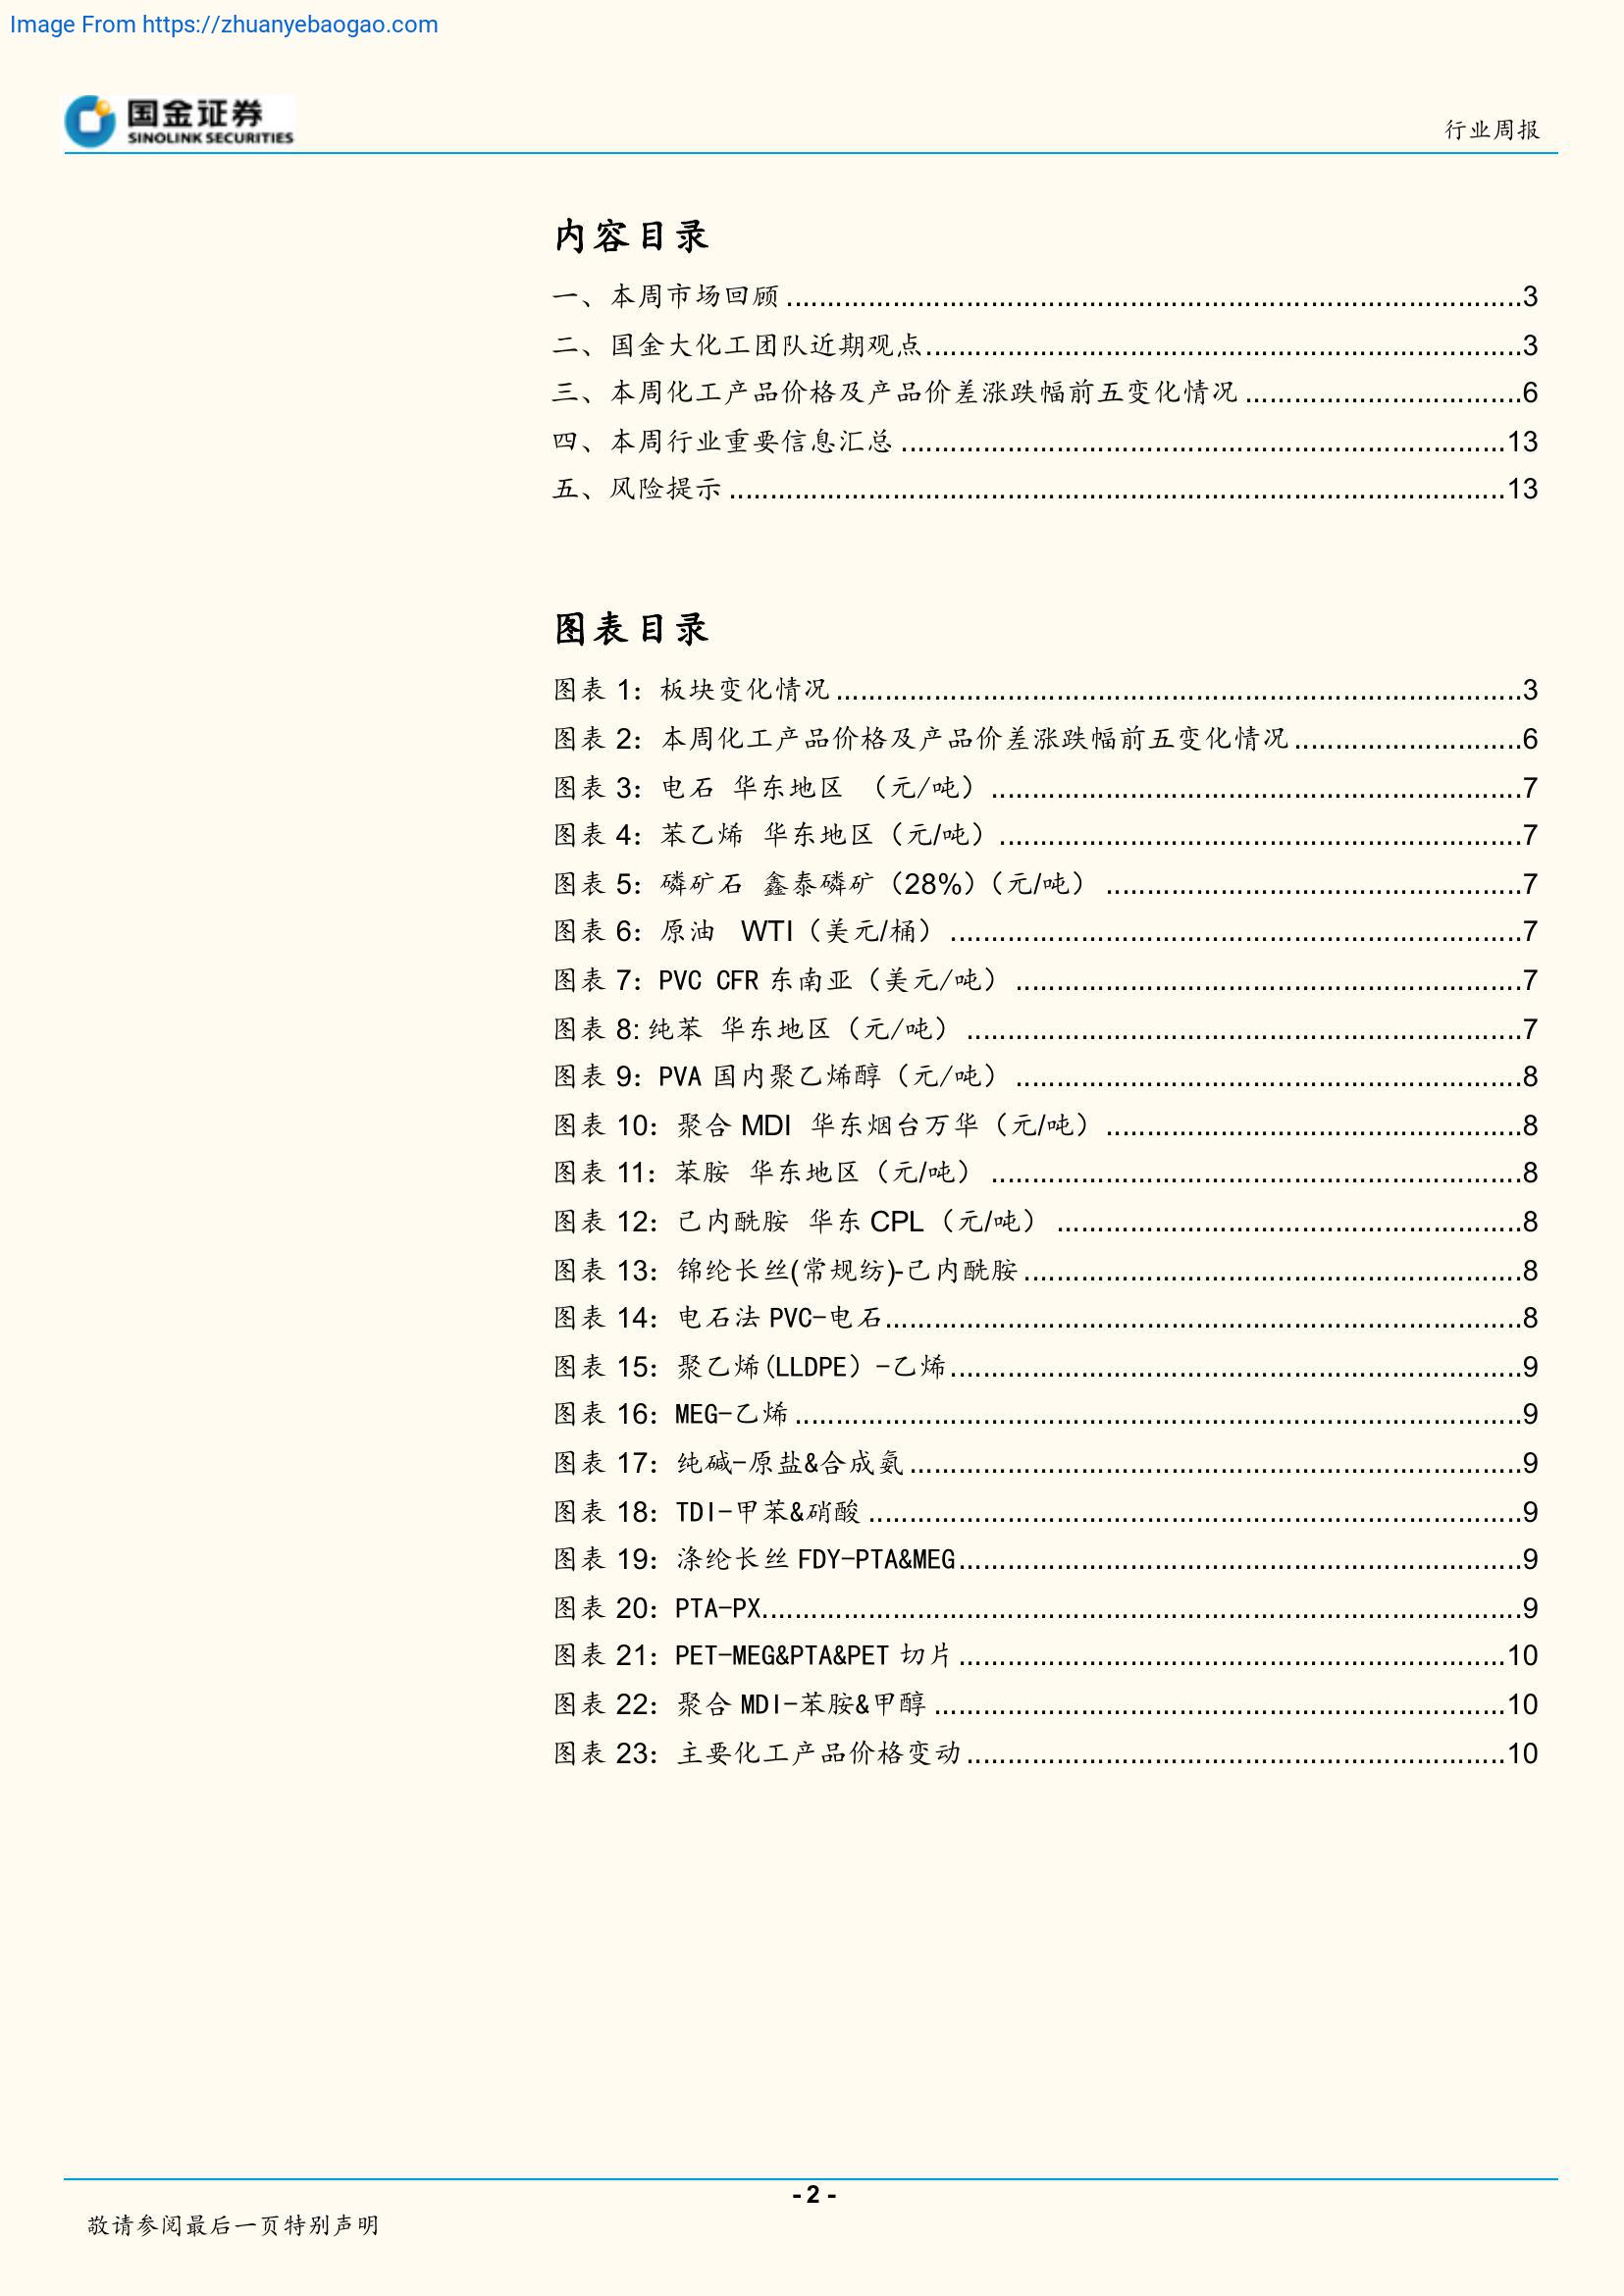 Image From https://zhuanyebaogao.com
国金证券
SINOLINK SECURITIES
行业周报
内容目录
一、本周市场回顾 ........................................................................................3
二、国金大化工团队近期观点........................................................................3
三、本周化工产品价格及产品价差涨跌幅前五变化情况 ..................................6
四、本周行业重要信息汇总 ........................................................................13
五、风险提示 ............................................................................................13
图表目录
图表 1：板块变化情况 ..................................................................................3
图表 2：本周化工产品价格及产品价差涨跌幅前五变化情况............................6
图表 3：电石 华东地区 （元/吨）................................................................7
图表 4：苯乙烯 华东地区（元/吨）...............................................................7
图表 5：磷矿石 鑫泰磷矿（28%）（元/吨） ..................................................7
图表 6：原油 WTI（美元/桶） .....................................................................7
图表 7：PVC CFR 东南亚（美元/吨） ............................................................7
图表 8: 纯苯 华东地区（元/吨） ..................................................................7
图表 9：PVA 国内聚乙烯醇（元/吨） ............................................................8
图表 10：聚合 MDI 华东烟台万华（元/吨）..................................................8
图表 11：苯胺 华东地区（元/吨） ................................................................8
图表 12：己内酰胺 华东 CPL（元/吨） ........................................................8
图表 13：锦纶长丝(常规纺)-己内酰胺............................................................8
图表 14：电石法 PVC-电石............................................................................8
图表 15：聚乙烯(LLDPE）-乙烯.....................................................................9
图表 16：MEG-乙烯 .......................................................................................9
图表 17：纯碱-原盐&合成氨..........................................................................9
图表 18：TDI-甲苯&硝酸 ...............................................................................9
图表 19：涤纶长丝 FDY-PTA&MEG....................................................................9
图表 20：PTA-PX............................................................................................9
图表 21：PET-MEG&PTA&PET 切片...................................................................10
图表 22：聚合 MDI-苯胺&甲醇 .....................................................................10
图表 23：主要化工产品价格变动 .................................................................10
- 2 -
敬请参阅最后一页特别声明